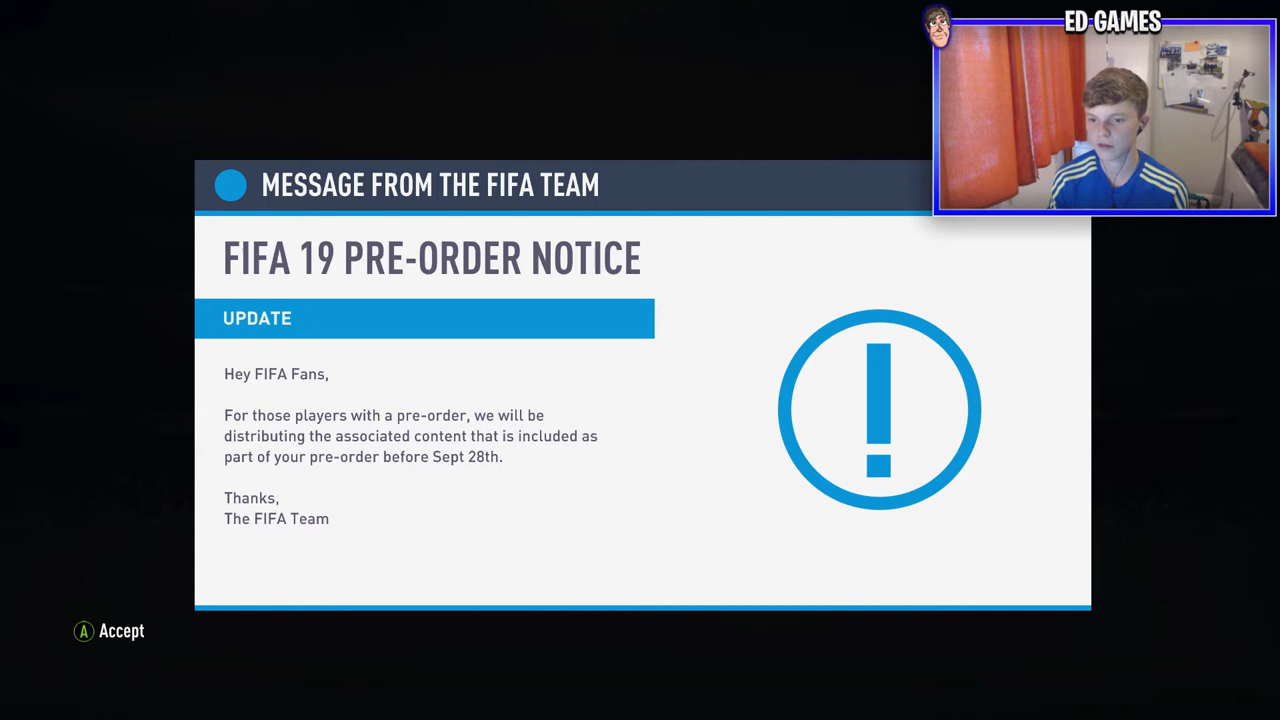 ED GAMES
MESSAGE FROM THE FIFA TEAM
FIFA 19 PRE-ORDER NOTICE
UPDATE
Hey FIFA Fans,
For those players with a pre-order, we will be
distributing the associated content that is included as
part of your pre-order before Sept 28th.
Thanks,
The FIFA Team
A Accept